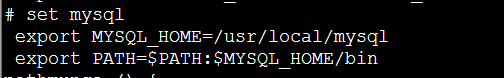 # set mysql
export MYSQL_HOME=/usr/local/mysql
export PATH=$PATH:$MYSQL_HOME/bin